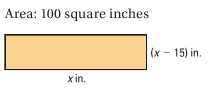 Area: 100 square inches
(x − 15) in.
x in.